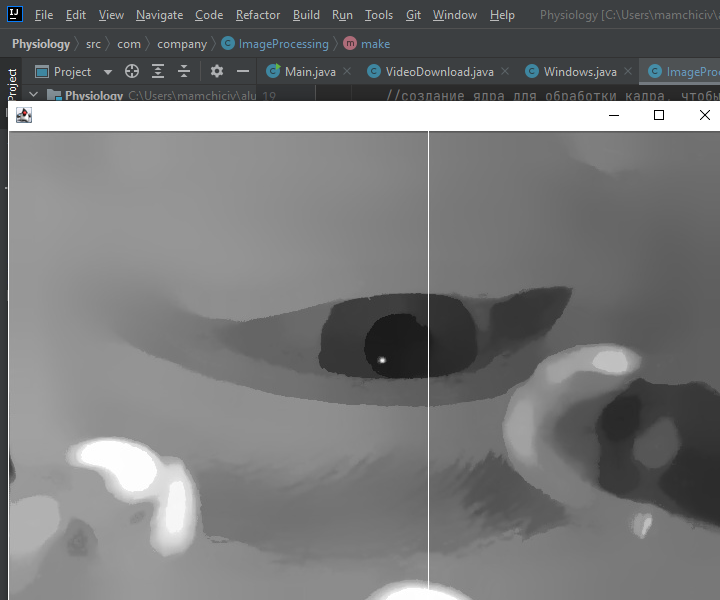 File Edit View Navigate Code Refactor Build Run Tools Git Window Help Physiology [C:\Users\mamchiciv\
Physiology src com company ImageProcessing make
Project Project Main.java VideoDownload.java Windows.java ImagePro
Physiology C:\Users\mamchiciv\alu 19 //создание ядра для обработки кадра, чтобы